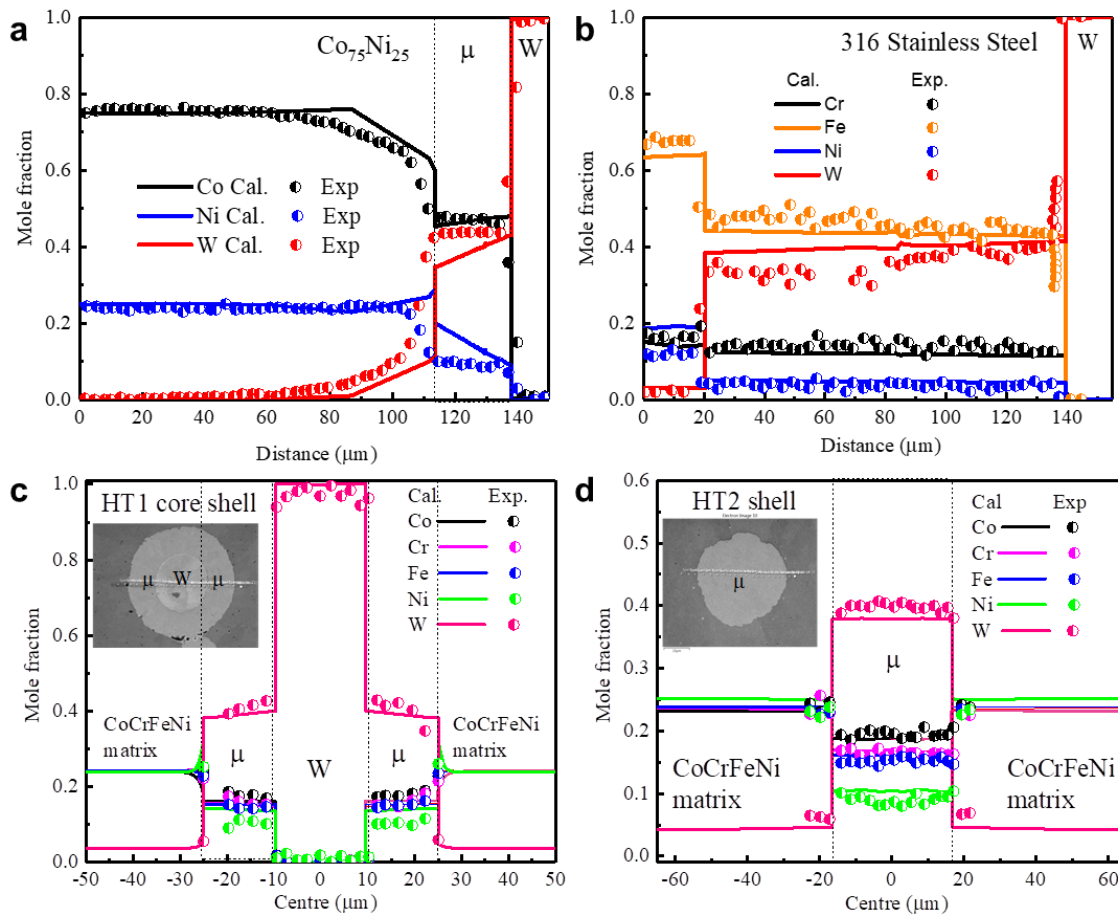 a
Co75Ni25
μ
W
Co Cal.
Exp
Ni Cal.
Exp
W Cal.
Exp
Mole fraction
1.0
0.8
0.6
0.4
0.2
0.0
0 20 40 60 80 100 120 140
Distance (μm)
b
316 Stainless Steel
W
Cal. Exp.
Cr
Fe
Ni
W
Mole fraction
1.0
0.8
0.6
0.4
0.2
0.0
0 20 40 60 80 100 120 140
Distance (μm)
c
HT1 core shell
μ W μ
Cal. Exp.
Co
Cr
Fe
Ni
W
CoCrFeNi
matrix
μ
W
μ
CoCrFeNi
matrix
Mole fraction
1.0
0.8
0.6
0.4
0.2
0.0
-50 -40 -30 -20 -10 0 10 20 30 40 50
Centre (μm)
d
HT2 shell
μ
Cal Exp
Co
Cr
Fe
Ni
W
μ
CoCrFeNi
matrix
CoCrFeNi
matrix
Mole fraction
0.6
0.5
0.4
0.3
0.2
0.1
0.0
-60 -40 -20 0 20 40 60
Centre (μm)